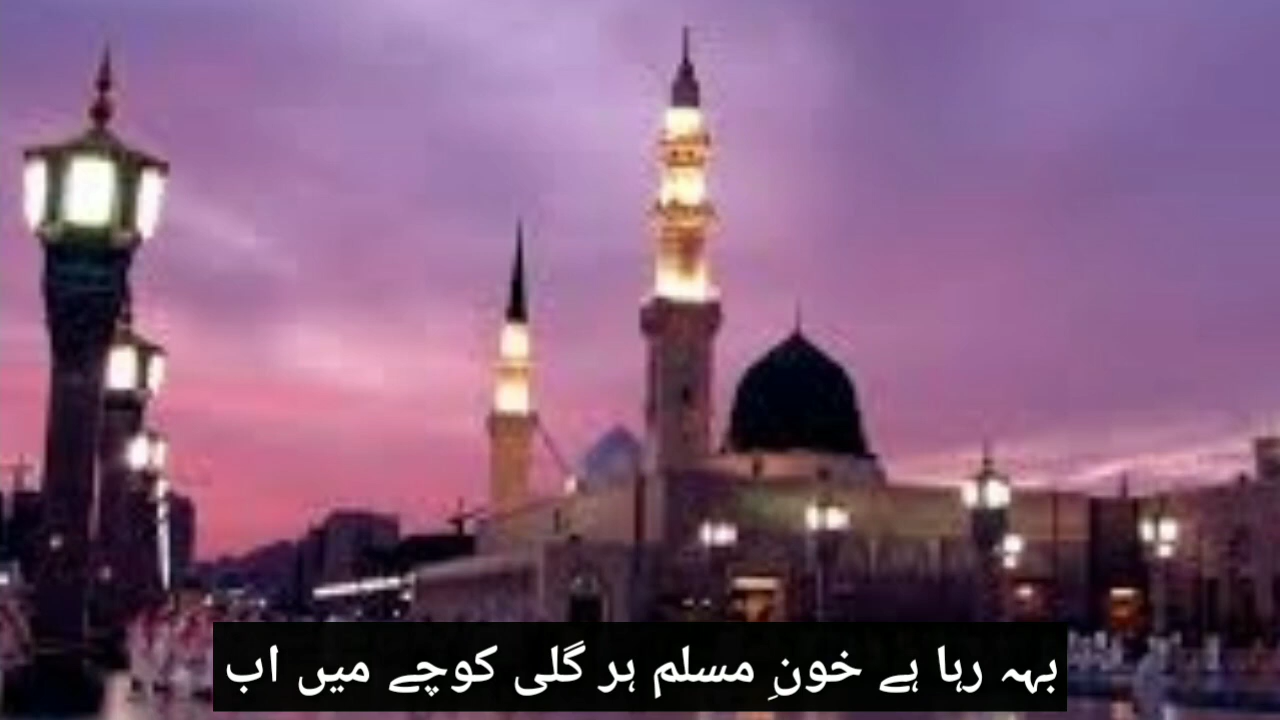 بہہ رہا ہے خونِ مسلم ہر گلی کوچے میں اب